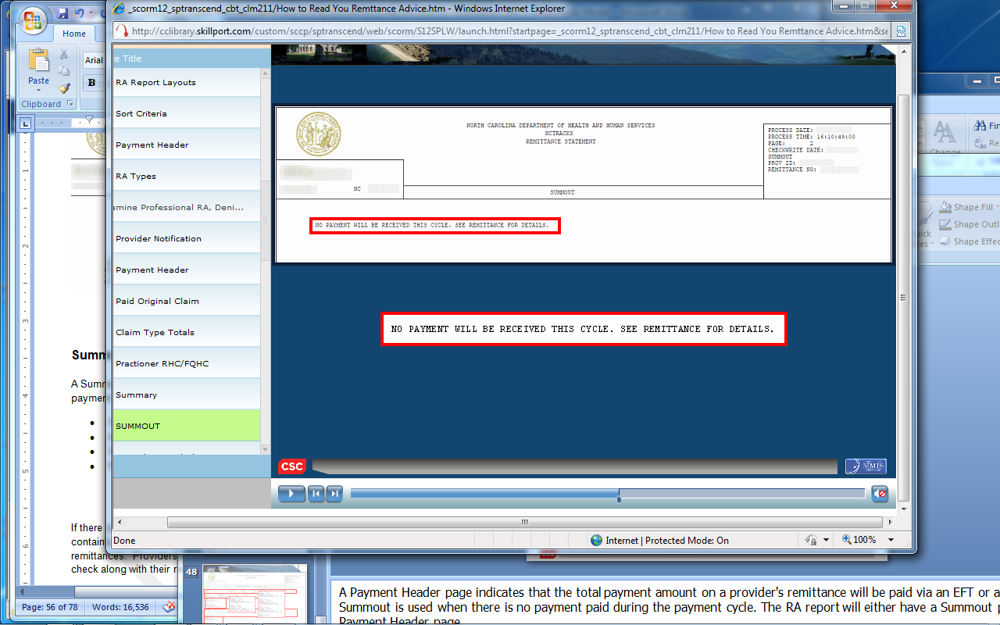 _scorm12_sptranscend_cbt_clm211/How to Read You Remttance Advice.htm - Windows Internet Explorer
http://cclibrary.skillport.com/custom/sccp/sptranscend/web/scorm/S12SPLW/launch.html?startpage=_scorm12_sptranscend_cbt_clm211/How to Read You Remttance Advice.htm&se
Home
Paste
Arial
B
Clipboard
e Title
RA Report Layouts
Sort Criteria
Payment Header
RA Types
amine Professional RA, Deni...
Provider Notification
Payment Header
Paid Original Claim
Claim Type Totals
Practioner RHC/FQHC
Summary
SUMMOUT
NORTH CAROLINA DEPARTMENT OF HEALTH AND HUMAN SERVICES
NCTRACKS
REMITTANCE STATEMENT
PROCESS DATE:
PROCESS TIME: 16:10:49:00
PAGE: 2
CHECKWRITE DATE:
SUMMOUT
PROV ID:
REMITTANCE NO:
NC
SUMMOUT
NO PAYMENT WILL BE RECEIVED THIS CYCLE. SEE REMITTANCE FOR DETAILS.
NO PAYMENT WILL BE RECEIVED THIS CYCLE. SEE REMITTANCE FOR DETAILS.
CSC
MMIS
Done
Internet | Protected Mode: On
100%
Change
Fin
Re
Shape Fill
Shape Outl
Shape Effec
Summ
A Summ
paymen
If there
contain
remittances. Providers
check along with their r
Page: 56 of 78
Words: 16,536
48
A Payment Header page indicates that the total payment amount on a provider's remittance will be paid via an EFT or a
Summout is used when there is no payment paid during the payment cycle. The RA report will either have a Summout p
Payment Header page